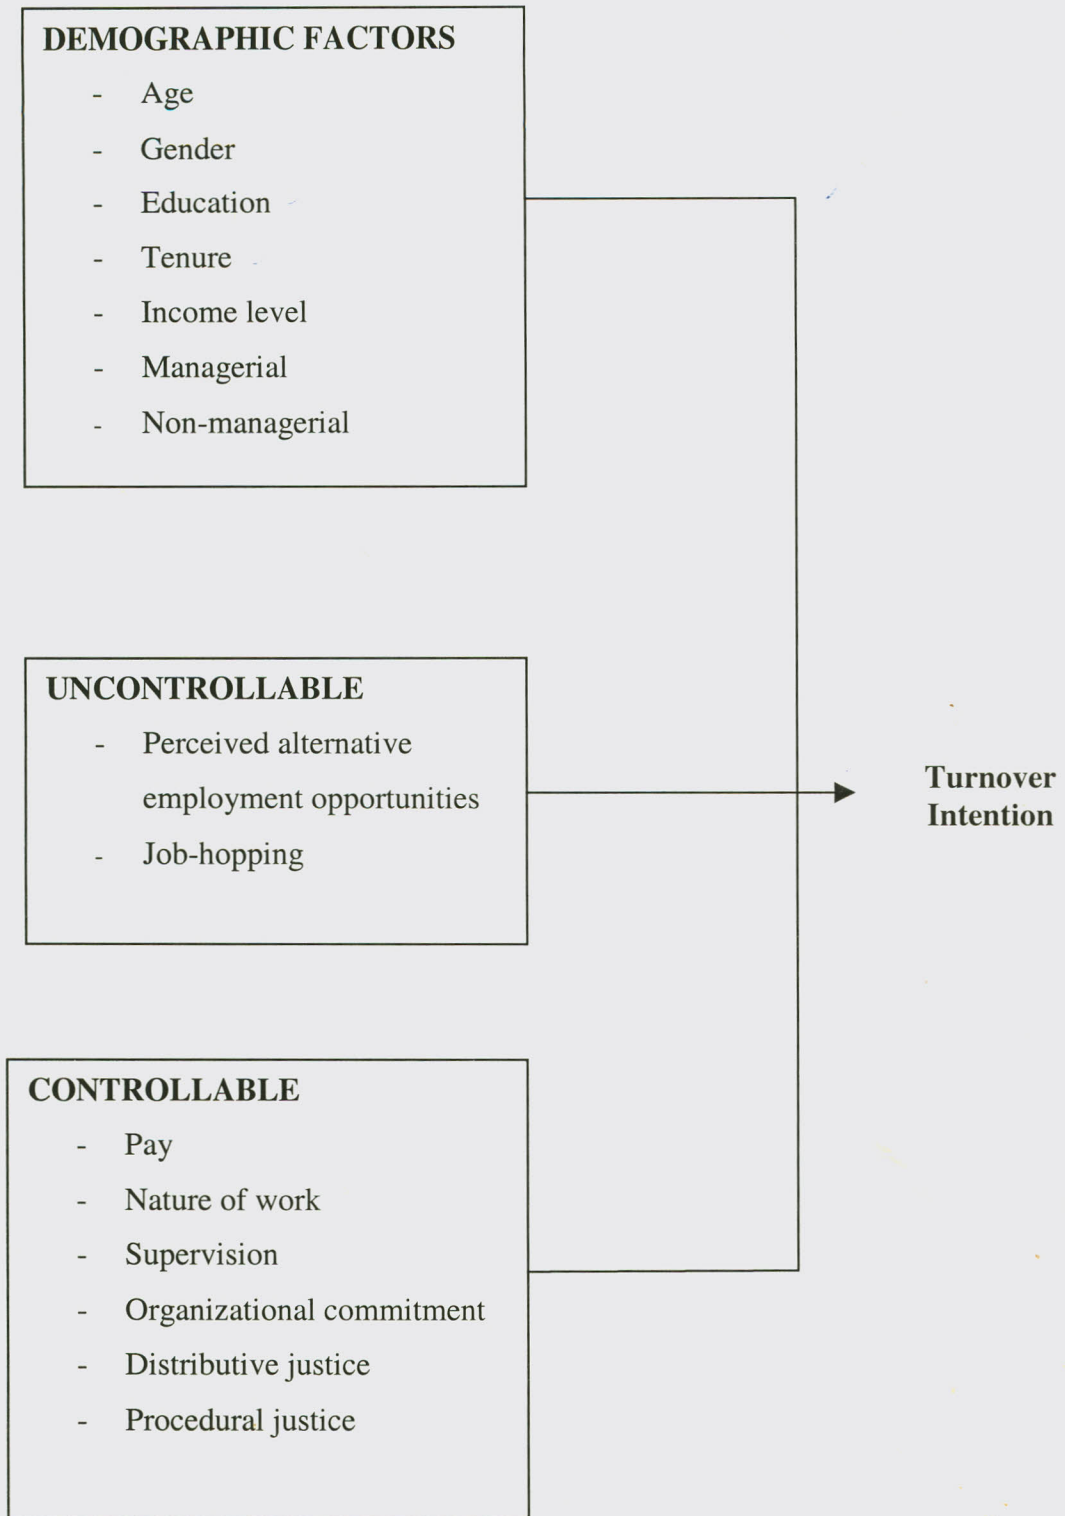 DEMOGRAPHIC FACTORS
- Age
- Gender
- Education
- Tenure
- Income level
- Managerial
- Non-managerial
UNCONTROLLABLE
- Perceived alternative
employment opportunities
- Job-hopping
Turnover
Intention
CONTROLLABLE
- Pay
- Nature of work
- Supervision
- Organizational commitment
- Distributive justice
- Procedural justice